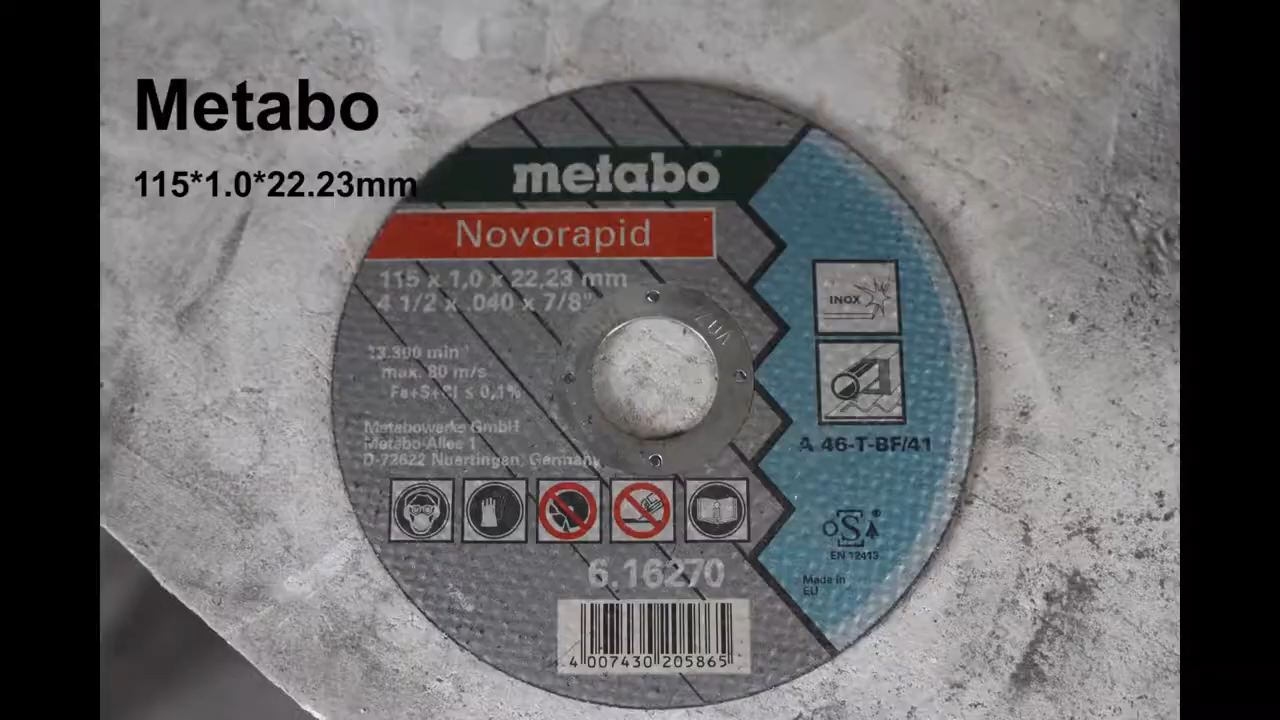 Metabo
115*1.0*22.23mm
metabo
Novorapid
115 x 1,0 x 22,23 mm
4 1/2 x .040 x 7/8"
13.300 min⁻¹
max. 80 m/s
Fe+S+Cl ≤ 0,1%
Metabowerke GmbH
Metabo-Allee 1
D-72622 Nuertingen, Germany
INOX
A 46-T-BF/41
oSa
EN 12413
Made in
EU
6.16270
4 007430 205865